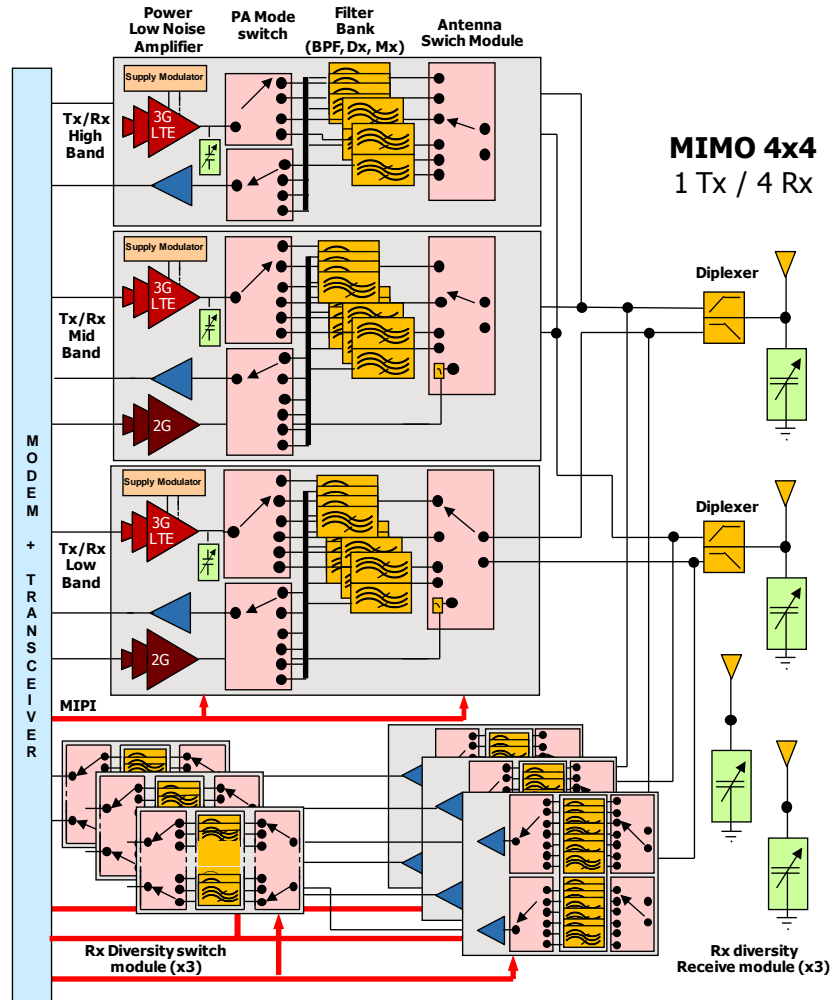 Power
Low Noise
Amplifier
PA Mode
switch
Filter
Bank
(BPF, Dx, Mx)
Antenna
Swich Module
Supply Modulator
3G
LTE
Tx/Rx
High
Band
MIMO 4x4
1 Tx / 4 Rx
Supply Modulator
3G
LTE
Tx/Rx
Mid
Band
2G
Diplexer
MODEM + TRANSCEIVER
Supply Modulator
3G
LTE
Tx/Rx
Low
Band
2G
Diplexer
MIPI
Rx Diversity switch
module (x3)
Rx diversity
Receive module (x3)